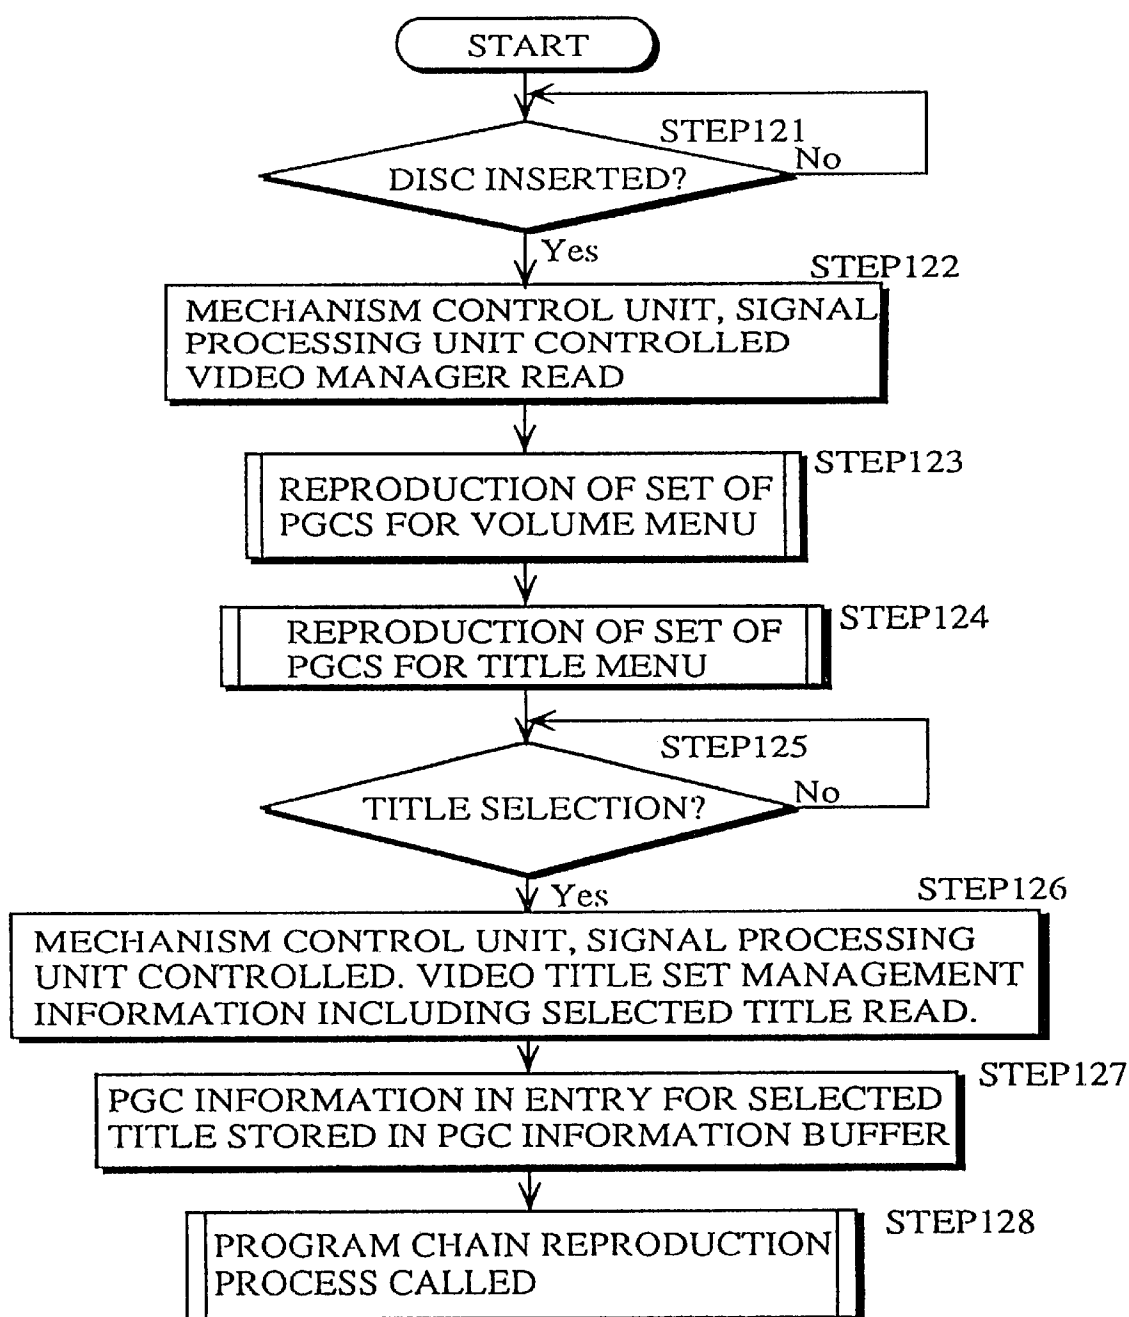 START
STEP121
No
DISC INSERTED?
Yes
STEP122
MECHANISM CONTROL UNIT, SIGNAL
PROCESSING UNIT CONTROLLED
VIDEO MANAGER READ
STEP123
REPRODUCTION OF SET OF
PGCS FOR VOLUME MENU
STEP124
REPRODUCTION OF SET OF
PGCS FOR TITLE MENU
STEP125
No
TITLE SELECTION?
Yes
STEP126
MECHANISM CONTROL UNIT, SIGNAL PROCESSING
UNIT CONTROLLED. VIDEO TITLE SET MANAGEMENT
INFORMATION INCLUDING SELECTED TITLE READ.
STEP127
PGC INFORMATION IN ENTRY FOR SELECTED
TITLE STORED IN PGC INFORMATION BUFFER
STEP128
PROGRAM CHAIN REPRODUCTION
PROCESS CALLED